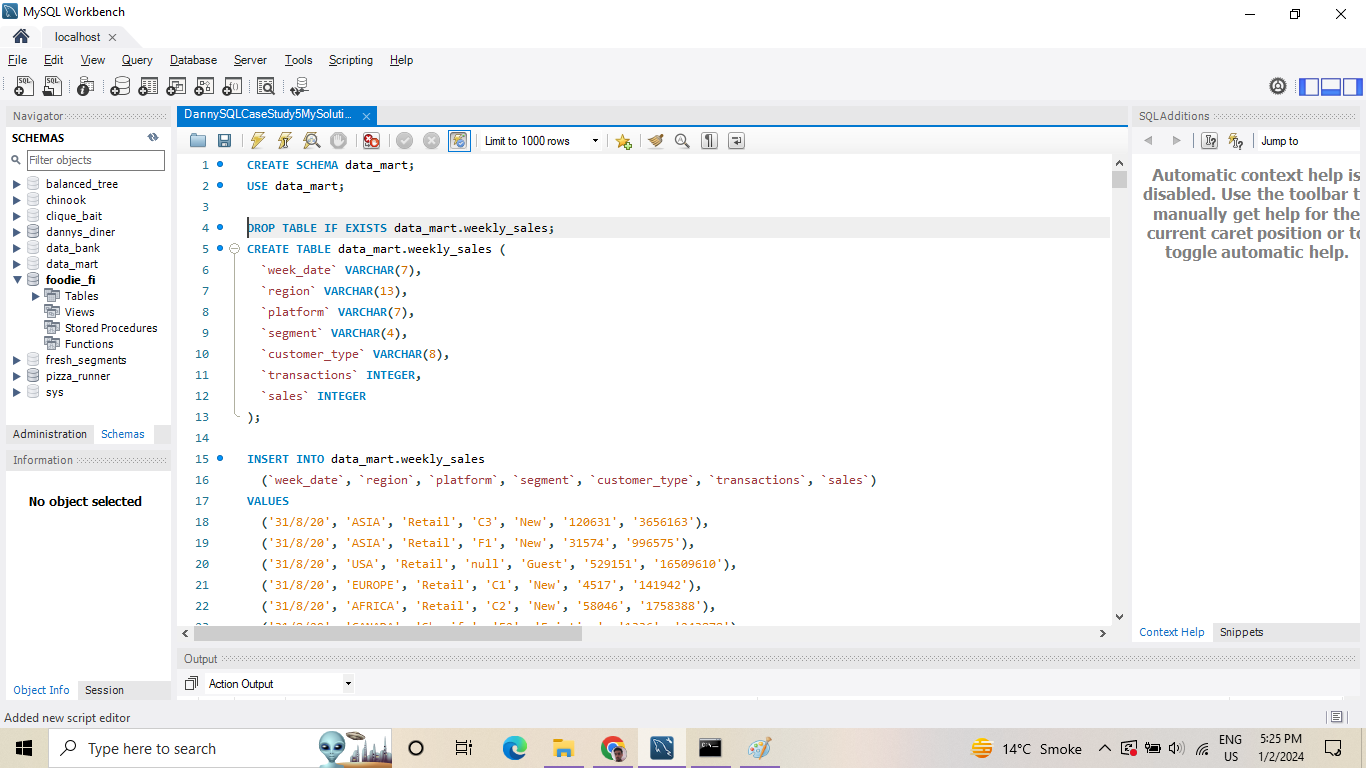 MySQL Workbench
localhost
File Edit View Query Database Server Tools Scripting Help
Navigator
SCHEMAS
Filter objects
balanced_tree
chinook
clique_bait
dannys_diner
data_bank
data_mart
foodie_fi
Tables
Views
Stored Procedures
Functions
fresh_segments
pizza_runner
sys
Administration Schemas
Information
No object selected
Object Info Session
DannySQLCaseStudy5MySoluti...
Limit to 1000 rows
1 CREATE SCHEMA data_mart;
2 USE data_mart;
3
4 DROP TABLE IF EXISTS data_mart.weekly_sales;
5 CREATE TABLE data_mart.weekly_sales (
6 `week_date` VARCHAR(7),
7 `region` VARCHAR(13),
8 `platform` VARCHAR(7),
9 `segment` VARCHAR(4),
10 `customer_type` VARCHAR(8),
11 `transactions` INTEGER,
12 `sales` INTEGER
13 );
14
15 INSERT INTO data_mart.weekly_sales
16 (`week_date`, `region`, `platform`, `segment`, `customer_type`, `transactions`, `sales`)
17 VALUES
18 ('31/8/20', 'ASIA', 'Retail', 'C3', 'New', '120631', '3656163'),
19 ('31/8/20', 'ASIA', 'Retail', 'F1', 'New', '31574', '996575'),
20 ('31/8/20', 'USA', 'Retail', 'null', 'Guest', '529151', '16509610'),
21 ('31/8/20', 'EUROPE', 'Retail', 'C1', 'New', '4517', '141942'),
22 ('31/8/20', 'AFRICA', 'Retail', 'C2', 'New', '58046', '1758388'),
SQLAdditions
Jump to
Automatic context help is
disabled. Use the toolbar t
manually get help for the
current caret position or to
toggle automatic help.
Context Help Snippets
Output
Action Output
Added new script editor
Type here to search
14°C Smoke
ENG
US
5:25 PM
1/2/2024